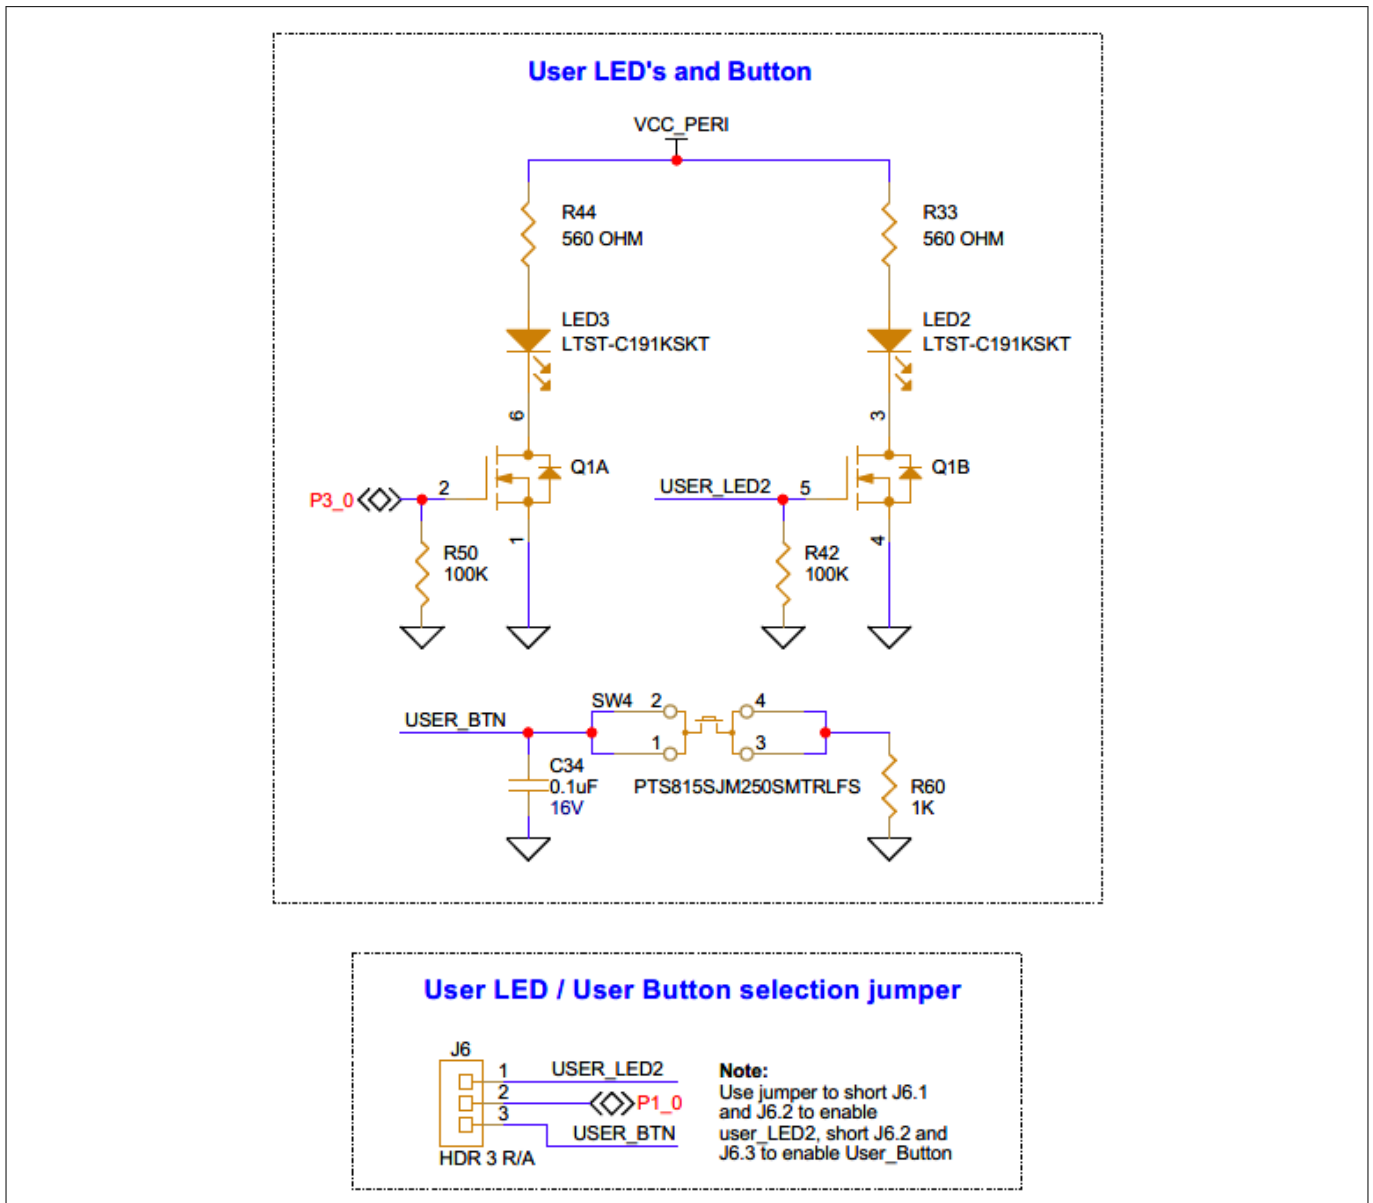 User LED's and Button
VCC_PERI
R44
560 OHM
R33
560 OHM
LED3
LTST-C191KSKT
LED2
LTST-C191KSKT
6
3
Q1A
Q1B
P3_0
2
USER_LED2
5
1
4
R50
100K
R42
100K
USER_BTN
SW4
2
4
1
3
C34
0.1uF
16V
PTS815SJM250SMTRLFS
R60
1K
User LED / User Button selection jumper
J6
1
USER_LED2
2
P1_0
3
USER_BTN
HDR 3 R/A
Note:
Use jumper to short J6.1
and J6.2 to enable
user_LED2, short J6.2 and
J6.3 to enable User_Button